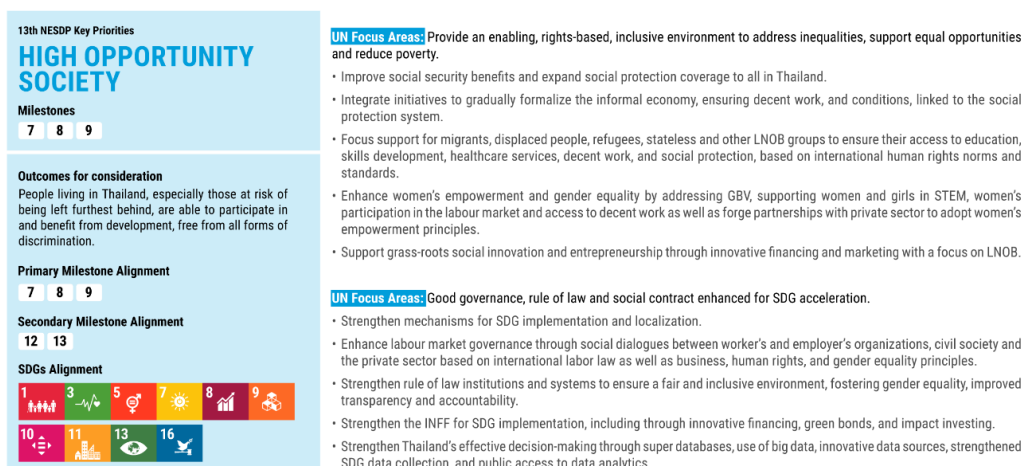 13th NESDP Key Priorities
HIGH OPPORTUNITY
SOCIETY
Milestones
7 8 9
Outcomes for consideration
People living in Thailand, especially those at risk of
being left furthest behind, are able to participate in
and benefit from development, free from all forms of
discrimination.
Primary Milestone Alignment
7 8 9
Secondary Milestone Alignment
12 13
SDGs Alignment
1 3 5 7 8 9
10 11 13 16
UN Focus Areas: Provide an enabling, rights-based, inclusive environment to address inequalities, support equal opportunities
and reduce poverty.
• Improve social security benefits and expand social protection coverage to all in Thailand.
• Integrate initiatives to gradually formalize the informal economy, ensuring decent work, and conditions, linked to the social
protection system.
• Focus support for migrants, displaced people, refugees, stateless and other LNOB groups to ensure their access to education,
skills development, healthcare services, decent work, and social protection, based on international human rights norms and
standards.
• Enhance women's empowerment and gender equality by addressing GBV, supporting women and girls in STEM, women's
participation in the labour market and access to decent work as well as forge partnerships with private sector to adopt women's
empowerment principles.
• Support grass-roots social innovation and entrepreneurship through innovative financing and marketing with a focus on LNOB.
UN Focus Areas: Good governance, rule of law and social contract enhanced for SDG acceleration.
• Strengthen mechanisms for SDG implementation and localization.
• Enhance labour market governance through social dialogues between worker's and employer's organizations, civil society and
the private sector based on international labor law as well as business, human rights, and gender equality principles.
• Strengthen rule of law institutions and systems to ensure a fair and inclusive environment, fostering gender equality, improved
transparency and accountability.
• Strengthen the INFF for SDG implementation, including through innovative financing, green bonds, and impact investing.
• Strengthen Thailand's effective decision-making through super databases, use of big data, innovative data sources, strengthened
SDG data collection, and public access to data analytics.